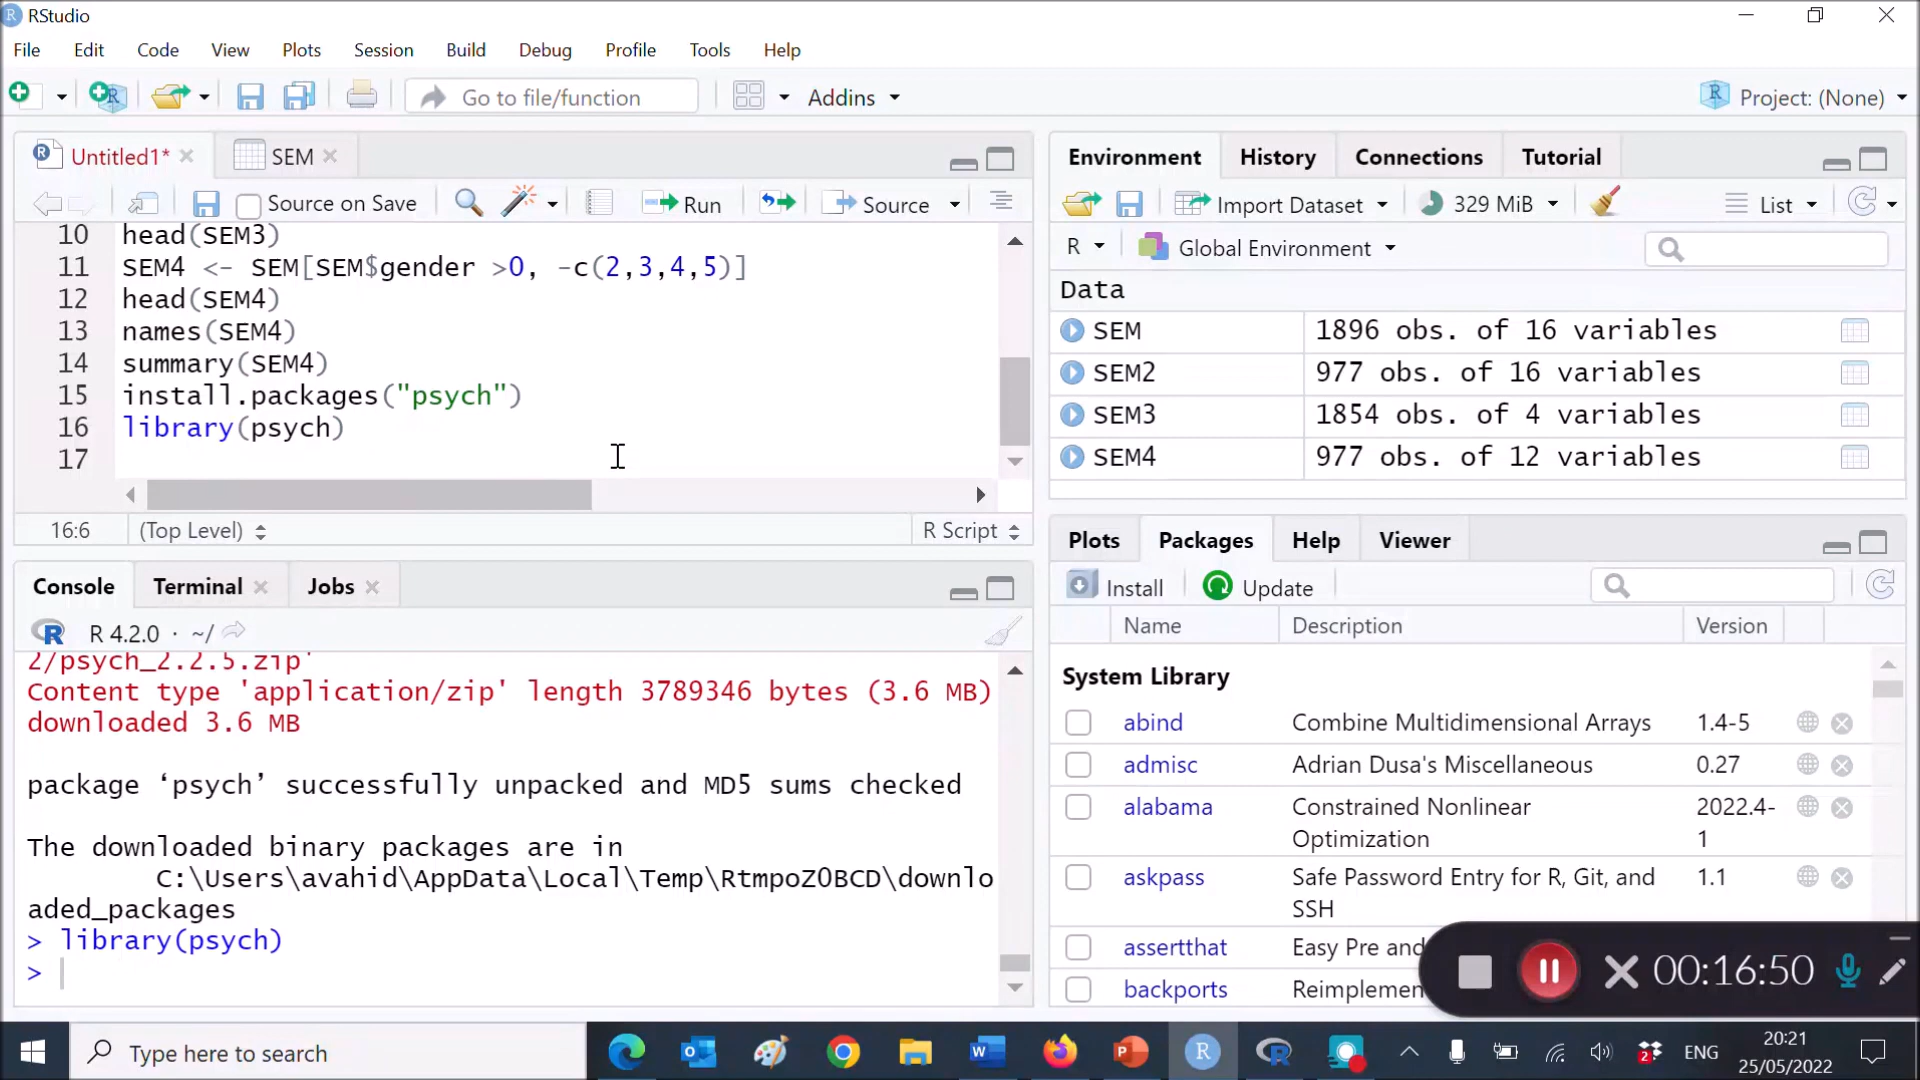 RStudio
File Edit Code View Plots Session Build Debug Profile Tools Help
Go to file/function Addins Project: (None)
Untitled1* SEM
Source on Save Run Source
10 head(SEM3)
11 SEM4 <- SEM[SEM$gender >0, -c(2,3,4,5)]
12 head(SEM4)
13 names(SEM4)
14 summary(SEM4)
15 install.packages("psych")
16 library(psych)
17
16:6 (Top Level) R Script
Console Terminal Jobs
R 4.2.0 · ~/
2/psych_2.2.5.zip'
Content type 'application/zip' length 3789346 bytes (3.6 MB)
downloaded 3.6 MB
package ‘psych’ successfully unpacked and MD5 sums checked
The downloaded binary packages are in
C:\Users\avahid\AppData\Local\Temp\RtmpoZ0BCD\downlo
aded_packages
> library(psych)
>
Environment History Connections Tutorial
Import Dataset 329 MiB List
R Global Environment
Data
SEM 1896 obs. of 16 variables
SEM2 977 obs. of 16 variables
SEM3 1854 obs. of 4 variables
SEM4 977 obs. of 12 variables
Plots Packages Help Viewer
Install Update
Name Description Version
System Library
abind Combine Multidimensional Arrays 1.4-5
admisc Adrian Dusa's Miscellaneous 0.27
alabama Constrained Nonlinear 2022.4-
Optimization 1
askpass Safe Password Entry for R, Git, and 1.1
SSH
assertthat Easy Pre and
backports Reimplemen
00:16:50
Type here to search
ENG
20:21
25/05/2022